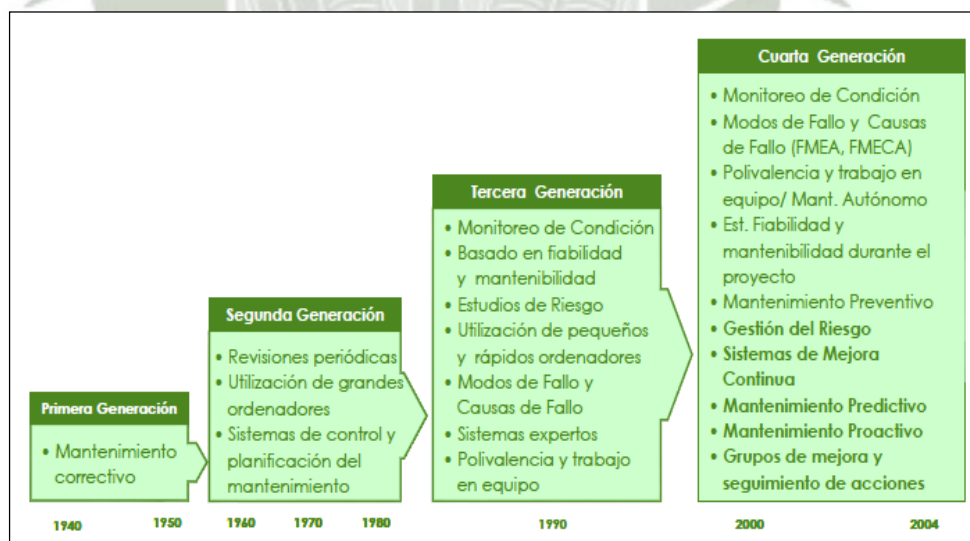 Primera Generación
• Mantenimiento
correctivo
Segunda Generación
• Revisiones periódicas
• Utilización de grandes
ordenadores
• Sistemas de control y
planificación del
mantenimiento
Tercera Generación
• Monitoreo de Condición
• Basado en fiabilidad
y mantenibilidad
• Estudios de Riesgo
• Utilización de pequeños
y rápidos ordenadores
• Modos de Fallo y
Causas de Fallo
• Sistemas expertos
• Polivalencia y trabajo
en equipo
Cuarta Generación
• Monitoreo de Condición
• Modos de Fallo y Causas
de Fallo (FMEA, FMECA)
• Polivalencia y trabajo en
equipo/ Mant. Autónomo
• Est. Fiabilidad y
mantenibilidad durante el
proyecto
• Mantenimiento Preventivo
• Gestión del Riesgo
• Sistemas de Mejora
Continua
• Mantenimiento Predictivo
• Mantenimiento Proactivo
• Grupos de mejora y
seguimiento de acciones
1940 1950 1960 1970 1980 1990 2000 2004